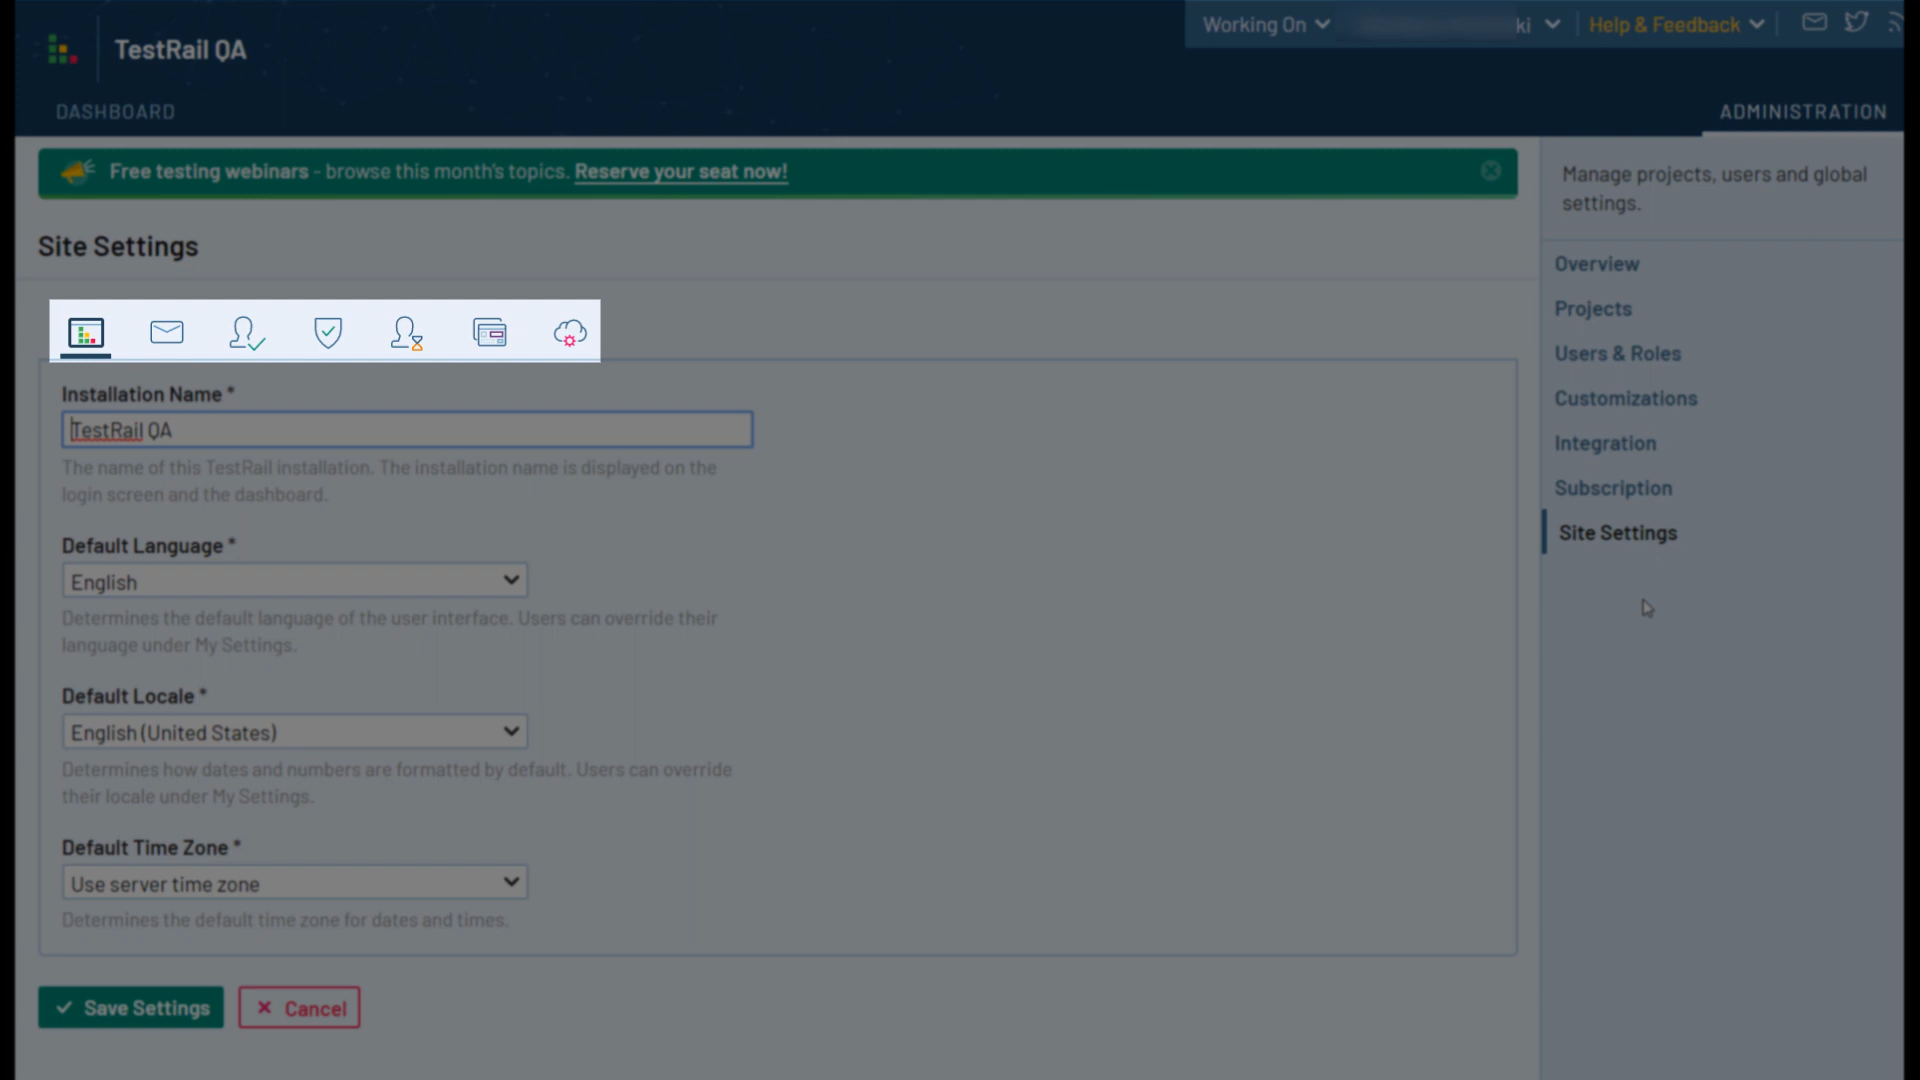 Working On
ki
Help & Feedback
TestRail QA
DASHBOARD
ADMINISTRATION
Free testing webinars - browse this month's topics. Reserve your seat now!
Manage projects, users and global
settings.
Site Settings
Overview
Projects
Users & Roles
Customizations
Integration
Subscription
Site Settings
Installation Name *
TestRail QA
The name of this TestRail installation. The installation name is displayed on the
login screen and the dashboard.
Default Language *
English
Determines the default language of the user interface. Users can override their
language under My Settings.
Default Locale *
English (United States)
Determines how dates and numbers are formatted by default. Users can override
their locale under My Settings.
Default Time Zone *
Use server time zone
Determines the default time zone for dates and times.
Save Settings
Cancel